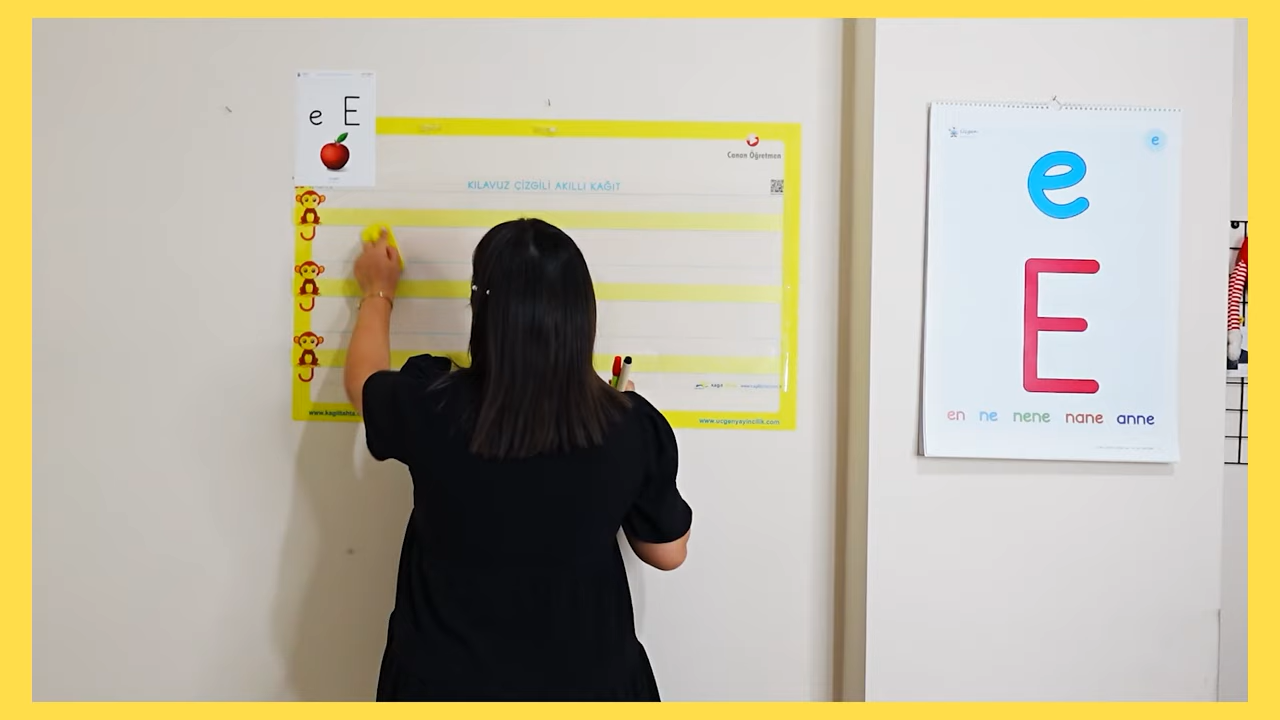 e E
Canan Öğretmen
KILAVUZ ÇİZGİLİ AKILLI KAĞIT
www.ucgenyayincilik.com
e
e
E
en ne nene nane anne